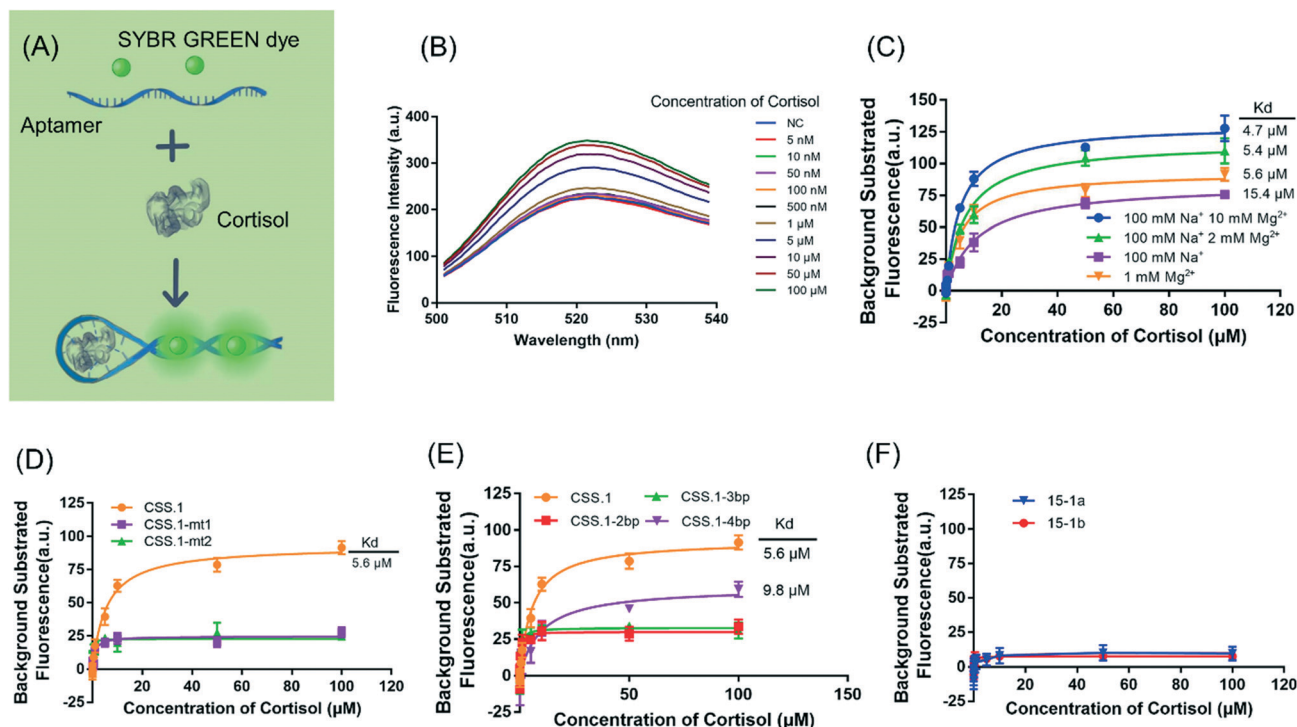 (A)
SYBR GREEN dye
Aptamer
Cortisol
(B)
Concentration of Cortisol
NC
5 nM
10 nM
50 nM
100 nM
500 nM
1 µM
5 µM
10 µM
50 µM
100 µM
Fluorescence Intensity (a.u.)
400
300
200
100
0
500
510
520
530
540
Wavelength (nm)
(C)
Background Substrated
Fluorescence(a.u.)
150
125
100
75
50
25
0
-25
20
40
60
80
100
120
Concentration of Cortisol (µM)
Kd
4.7 µM
5.4 µM
5.6 µM
15.4 µM
100 mM Na⁺ 10 mM Mg²⁺
100 mM Na⁺ 2 mM Mg²⁺
100 mM Na⁺
1 mM Mg²⁺
(D)
Background Substrated
Fluorescence(a.u.)
125
100
75
50
25
0
-25
20
40
60
80
100
120
Concentration of Cortisol (µM)
CSS.1
CSS.1-mt1
CSS.1-mt2
Kd
5.6 µM
(E)
Background Substrated
Fluorescence(a.u.)
125
100
75
50
25
0
-25
50
100
150
Concentration of Cortisol (µM)
CSS.1
CSS.1-3bp
CSS.1-2bp
CSS.1-4bp
Kd
5.6 µM
9.8 µM
(F)
Background Substrated
Fluorescence(a.u.)
125
100
75
50
25
0
-25
20
40
60
80
100
120
Concentration of Cortisol (µM)
15-1a
15-1b